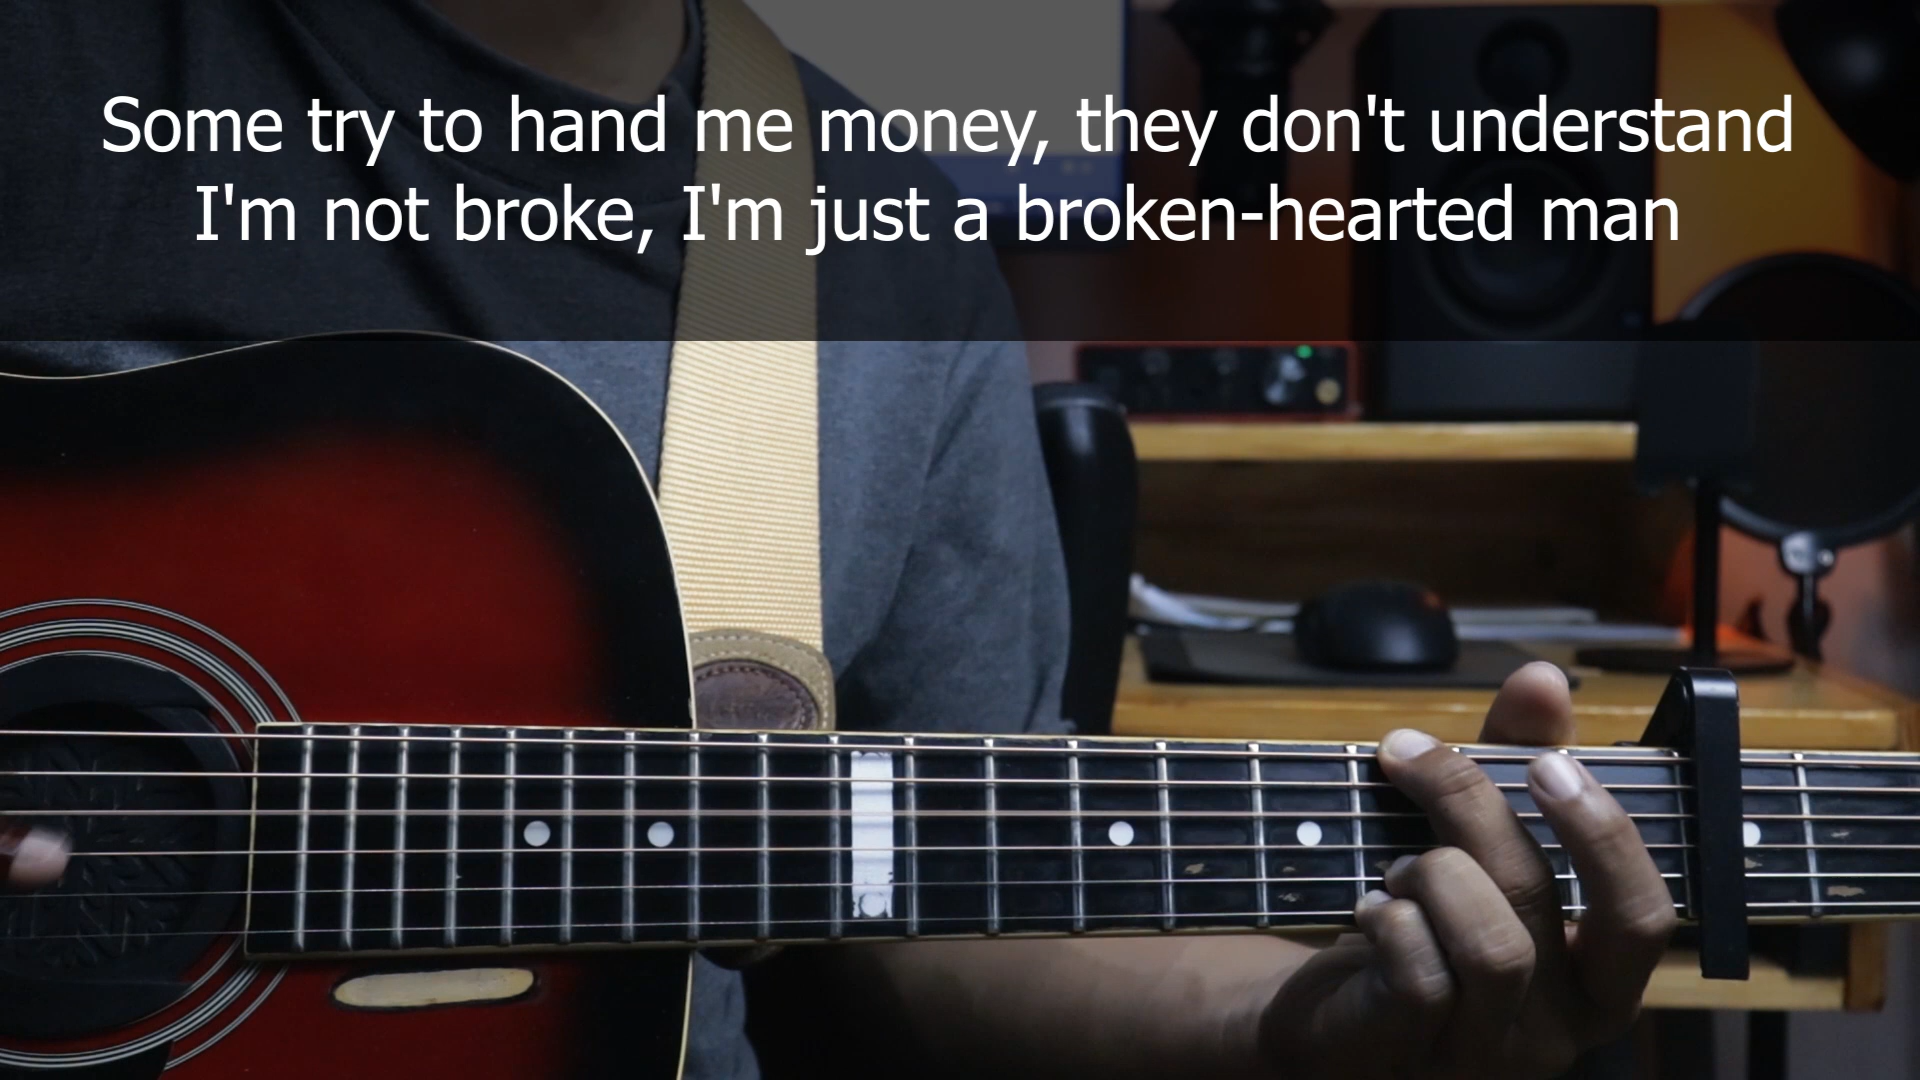 Some try to hand me money, they don't understand
I'm not broke, I'm just a broken-hearted man